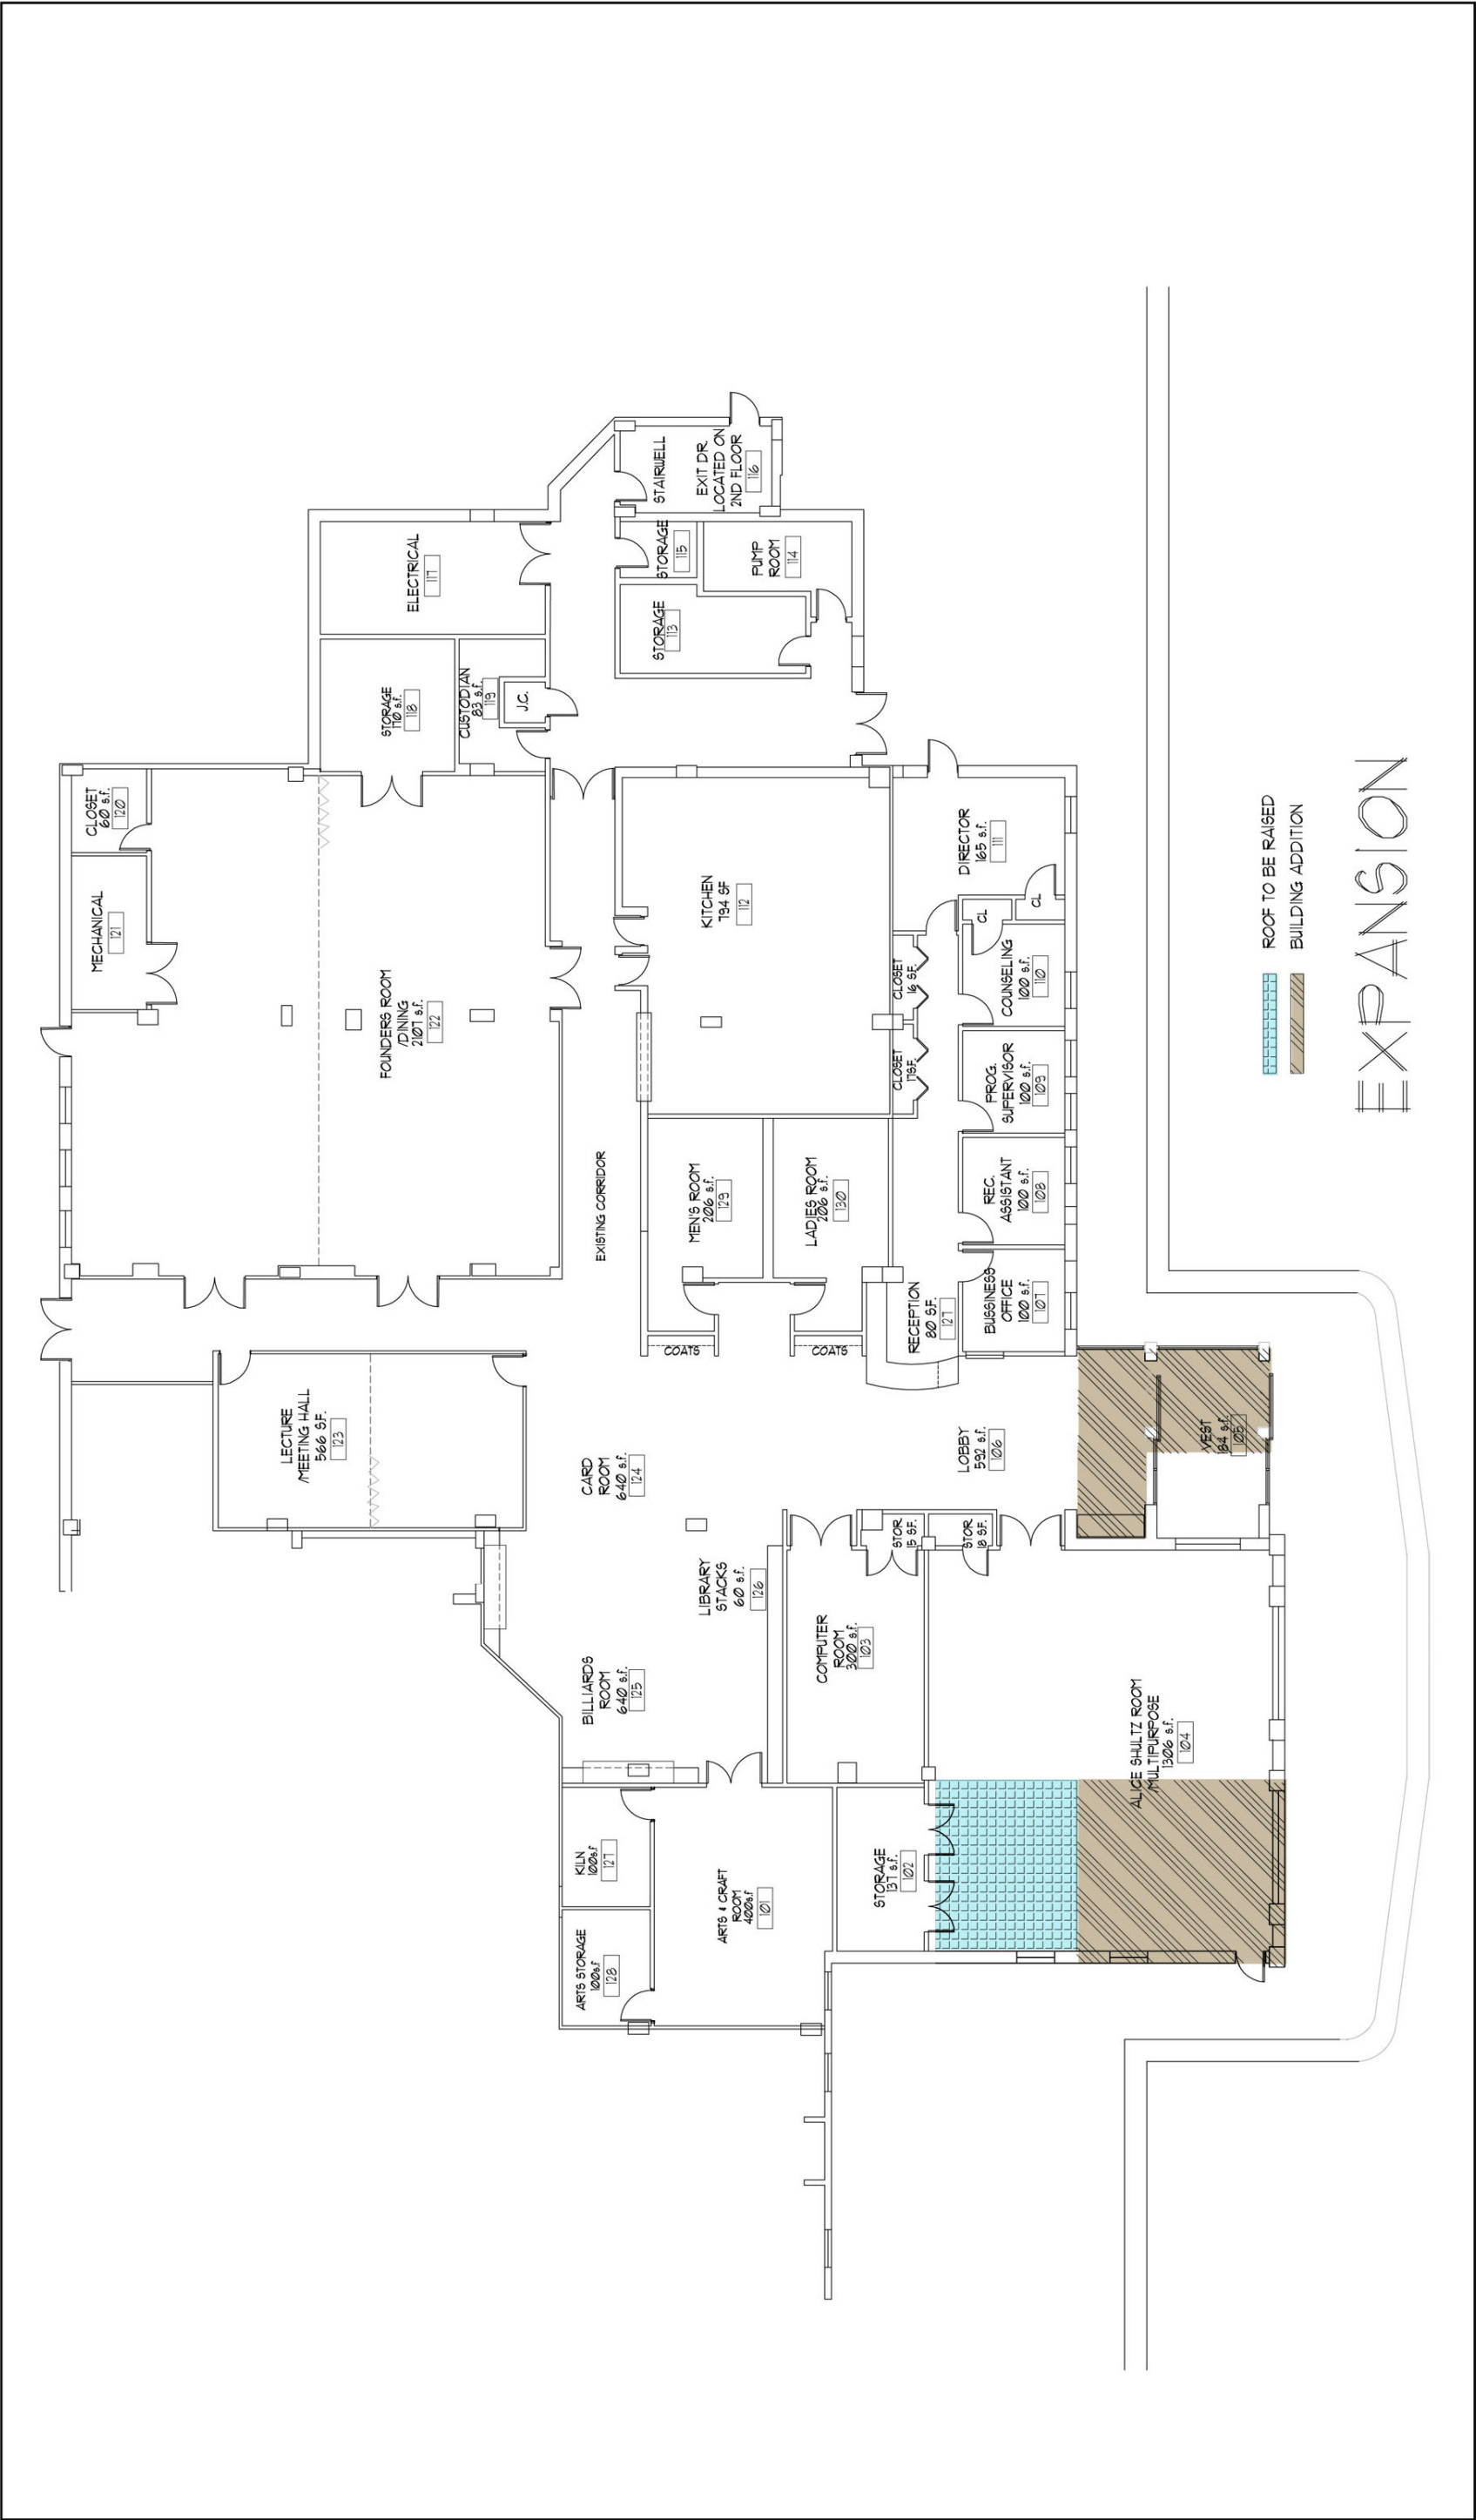 CLOSET
60 s.f.
120
MECHANICAL
121
FOUNDERS ROOM
/DINING
2107 s.f.
122
STORAGE
170 s.f.
118
ELECTRICAL
117
CUSTODIAN
83 s.f.
119
J.C.
STAIRWELL
EXIT DR.
LOCATED ON
2ND FLOOR
116
STORAGE
115
PUMP
ROOM
114
STORAGE
113
LECTURE
/MEETING HALL
566 S.F.
123
EXISTING CORRIDOR
KITCHEN
794 SF
112
MEN'S ROOM
206 s.f.
129
LADIES ROOM
206 s.f.
130
COATS
COATS
CLOSET
16 S.F.
CLOSET
17 S.F.
DIRECTOR
165 s.f.
111
CL
CL
COUNSELING
100 s.f.
110
PROG.
SUPERVISOR
100 s.f.
109
REC.
ASSISTANT
100 s.f.
108
BUSSINESS
OFFICE
100 s.f.
107
RECEPTION
80 S.F.
127
CARD
ROOM
640 s.f.
124
LOBBY
592 s.f.
106
VEST
184 s.f.
105
LIBRARY
STACKS
60 s.f.
126
BILLIARDS
ROOM
640 s.f.
125
STOR
15 S.F.
STOR
18 S.F.
COMPUTER
ROOM
300 s.f.
103
ALICE SHULTZ ROOM
/MULTIPURPOSE
1306 s.f.
104
KILN
100s.f
127
ARTS STORAGE
100s.f
128
ARTS & CRAFT
ROOM
400s.f
101
STORAGE
137 s.f.
102
ROOF TO BE RAISED
BUILDING ADDITION
EXPANSION